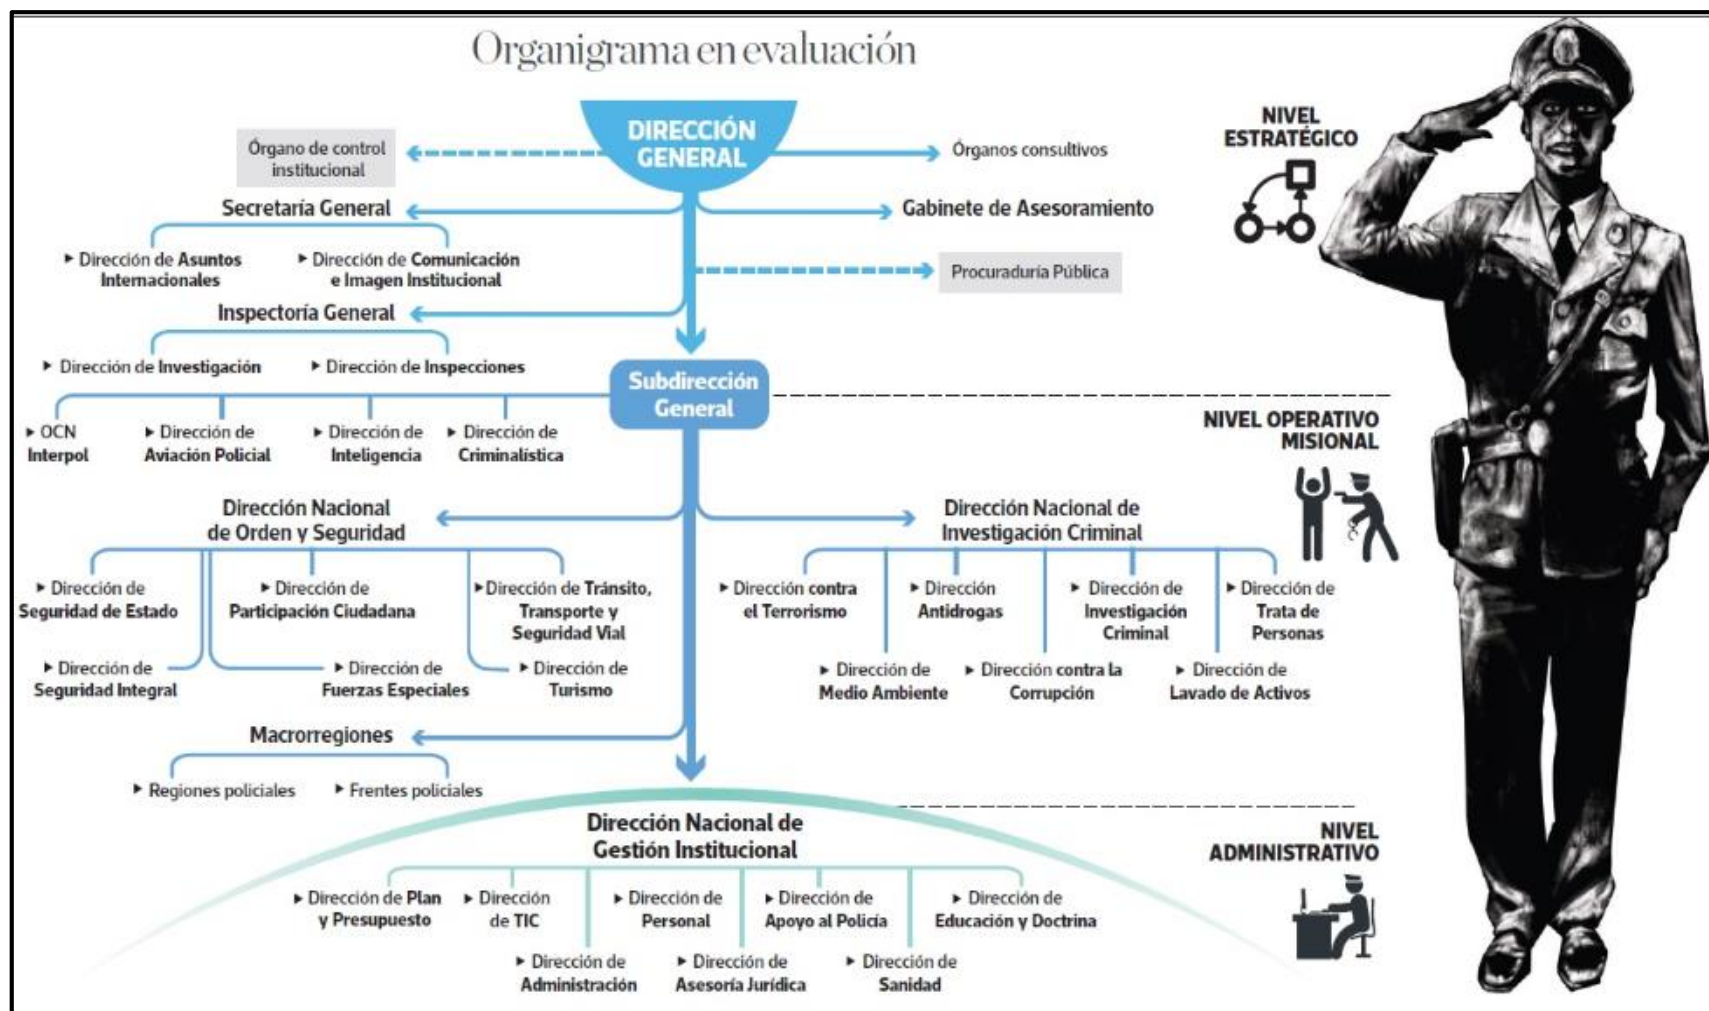 Organigrama en evaluación
DIRECCIÓN
GENERAL
Órgano de control
institucional
Órganos consultivos
Secretaría General
Gabinete de Asesoramiento
▶ Dirección de Asuntos
Internacionales
▶ Dirección de Comunicación
e Imagen Institucional
Procuraduría Pública
Inspectoría General
▶ Dirección de Investigación
▶ Dirección de Inspecciones
NIVEL
ESTRATÉGICO
Subdirección
General
▶ OCN
Interpol
▶ Dirección de
Aviación Policial
▶ Dirección de
Inteligencia
▶ Dirección de
Criminalística
NIVEL OPERATIVO
MISIONAL
Dirección Nacional
de Orden y Seguridad
Dirección Nacional de
Investigación Criminal
▶ Dirección de
Seguridad de Estado
▶ Dirección de
Participación Ciudadana
▶ Dirección de Tránsito,
Transporte y
Seguridad Vial
▶ Dirección de
Seguridad Integral
▶ Dirección de
Fuerzas Especiales
▶ Dirección de
Turismo
▶ Dirección contra
el Terrorismo
▶ Dirección
Antidrogas
▶ Dirección de
Investigación
Criminal
▶ Dirección de
Trata de
Personas
▶ Dirección de
Medio Ambiente
▶ Dirección contra la
Corrupción
▶ Dirección de
Lavado de Activos
Macrorregiones
▶ Regiones policiales
▶ Frentes policiales
NIVEL
ADMINISTRATIVO
Dirección Nacional de
Gestión Institucional
▶ Dirección de Plan
y Presupuesto
▶ Dirección
de TIC
▶ Dirección de
Personal
▶ Dirección de
Apoyo al Policía
▶ Dirección de
Educación y Doctrina
▶ Dirección de
Administración
▶ Dirección de
Asesoría Jurídica
▶ Dirección de
Sanidad